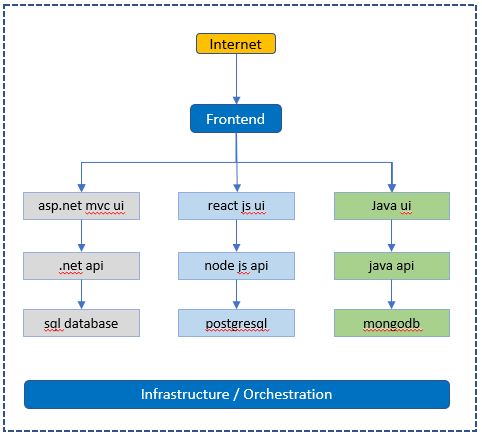 Internet
Frontend
asp.net mvc ui
react js ui
Java ui
.net api
node js api
java api
sql database
postgresql
mongodb
Infrastructure / Orchestration